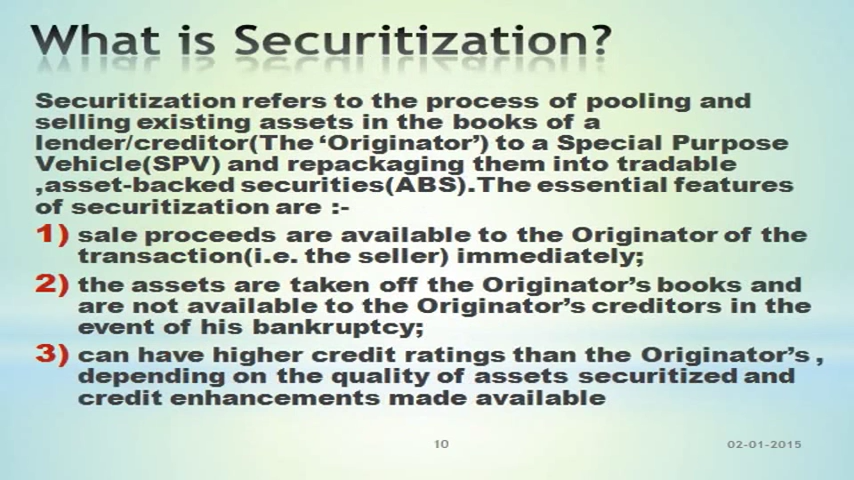 What is Securitization?
Securitization refers to the process of pooling and
selling existing assets in the books of a
lender/creditor(The ‘Originator’) to a Special Purpose
Vehicle(SPV) and repackaging them into tradable
,asset-backed securities(ABS).The essential features
of securitization are :-
1) sale proceeds are available to the Originator of the
transaction(i.e. the seller) immediately;
2) the assets are taken off the Originator’s books and
are not available to the Originator’s creditors in the
event of his bankruptcy;
3) can have higher credit ratings than the Originator’s ,
depending on the quality of assets securitized and
credit enhancements made available
10
02-01-2015